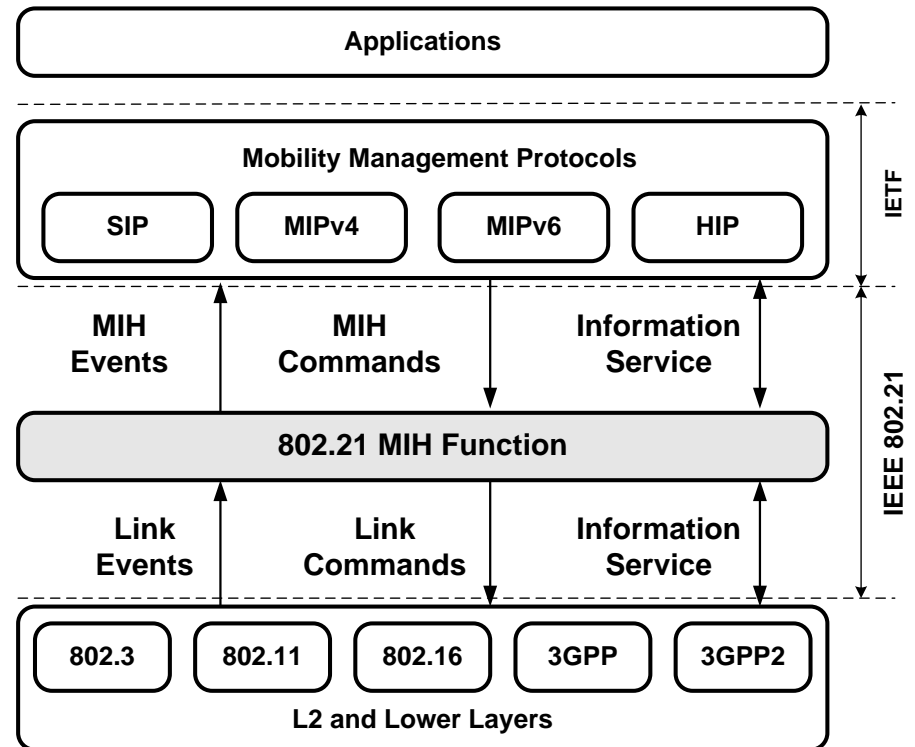 Applications
Mobility Management Protocols
SIP
MIPv4
MIPv6
HIP
IETF
MIH
Events
MIH
Commands
Information
Service
802.21 MIH Function
IEEE 802.21
Link
Events
Link
Commands
Information
Service
802.3
802.11
802.16
3GPP
3GPP2
L2 and Lower Layers